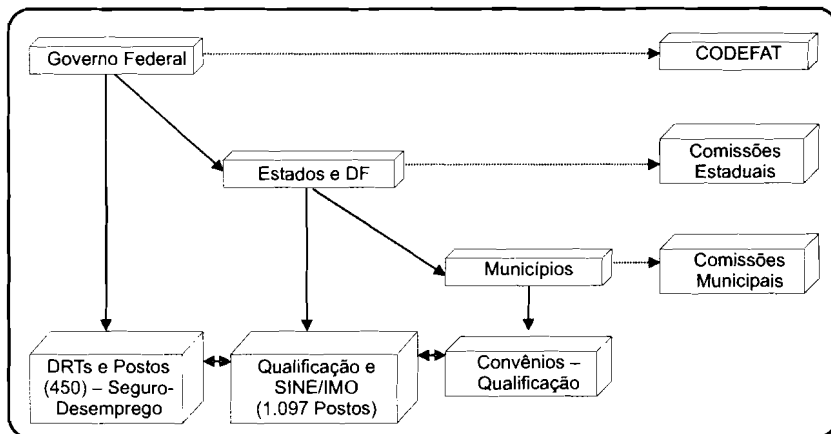 Governo Federal
CODEFAT
Estados e DF
Comissões
Estaduais
Municípios
Comissões
Municipais
DRTs e Postos
(450) – Seguro-
Desemprego
Qualificação e
SINE/IMO
(1.097 Postos)
Convênios –
Qualificação